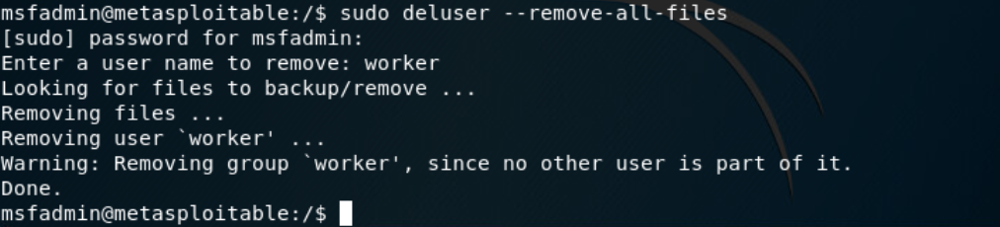 msfadmin@metasploitable:/$ sudo deluser --remove-all-files
[sudo] password for msfadmin:
Enter a user name to remove: worker
Looking for files to backup/remove ...
Removing files ...
Removing user `worker' ...
Warning: Removing group `worker', since no other user is part of it.
Done.
msfadmin@metasploitable:/$